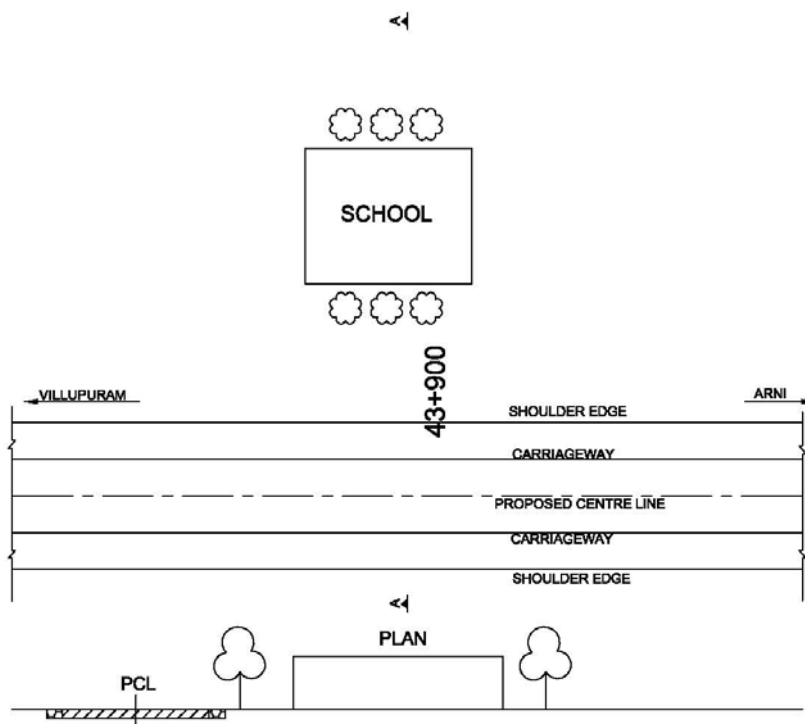 A
SCHOOL
43+900
VILLUPURAM
ARNI
SHOULDER EDGE
CARRIAGEWAY
PROPOSED CENTRE LINE
CARRIAGEWAY
SHOULDER EDGE
A
PLAN
PCL